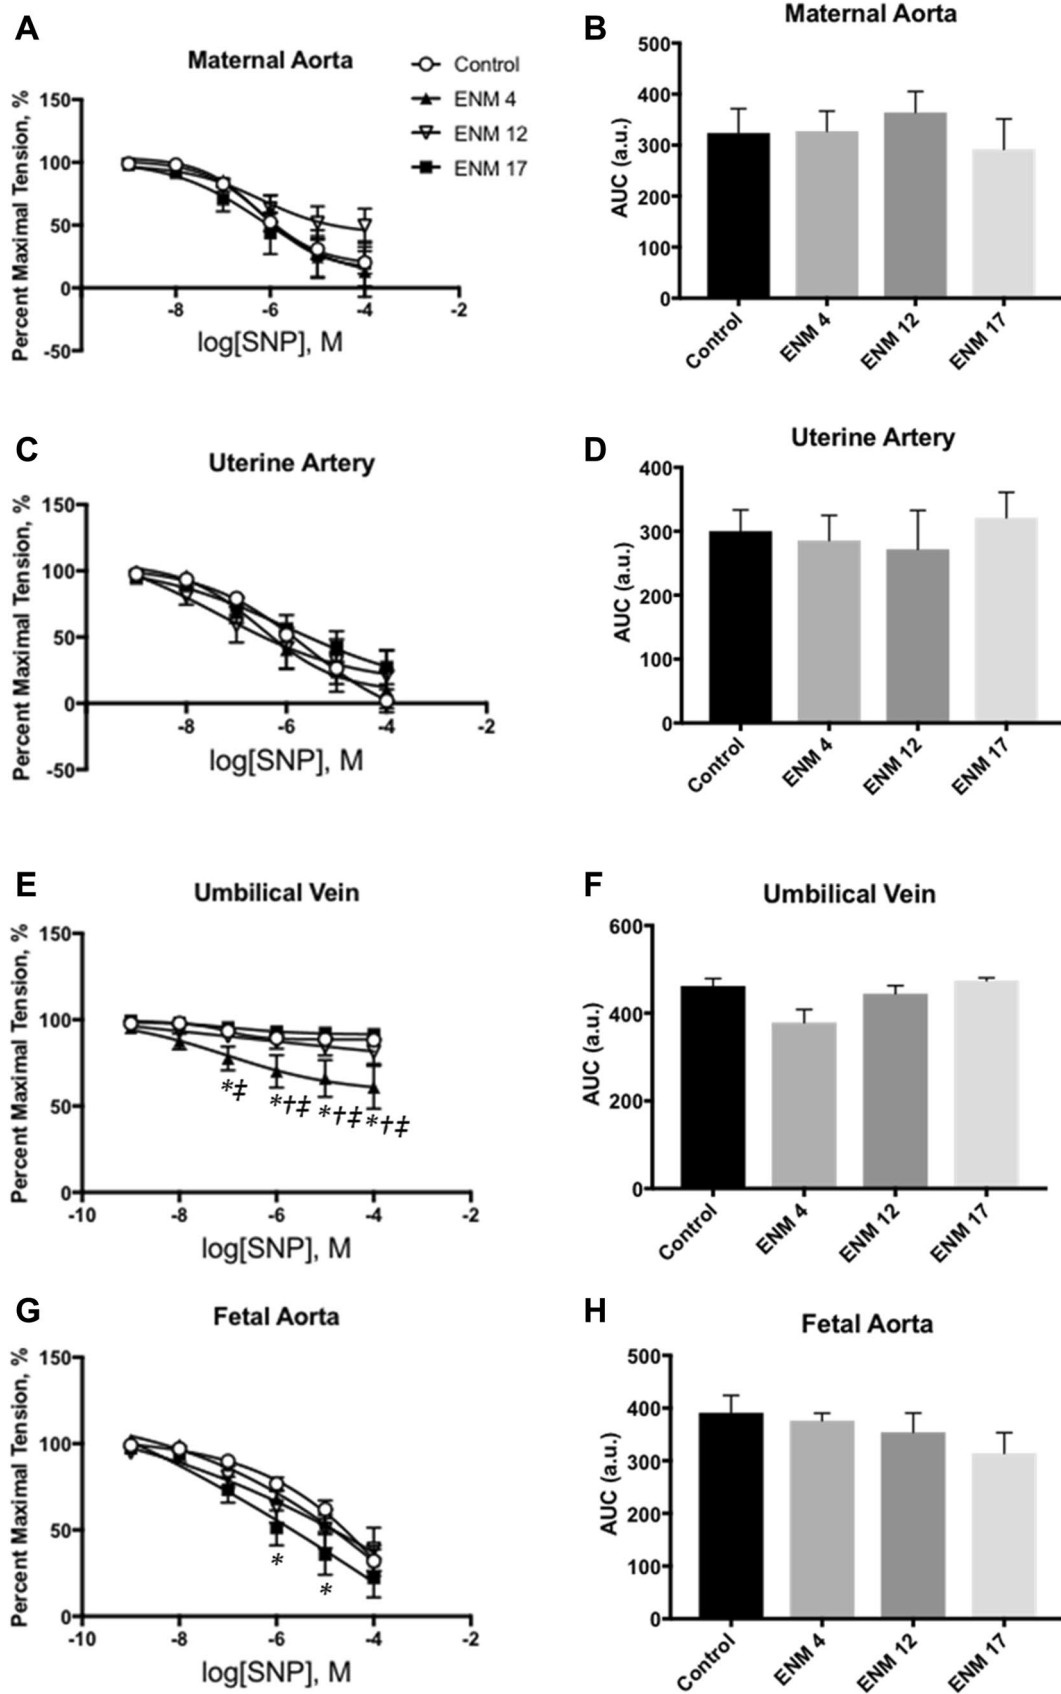 A
Maternal Aorta
Control
ENM 4
ENM 12
ENM 17
Percent Maximal Tension, %
150
100
50
0
-50
-8
-6
-4
-2
log[SNP], M
B
Maternal Aorta
AUC (a.u.)
500
400
300
200
100
0
Control
ENM 4
ENM 12
ENM 17
C
Uterine Artery
Percent Maximal Tension, %
150
100
50
0
-50
-8
-6
-4
-2
log[SNP], M
D
Uterine Artery
AUC (a.u.)
400
300
200
100
0
Control
ENM 4
ENM 12
ENM 17
E
Umbilical Vein
Percent Maximal Tension, %
150
100
50
0
*‡
*†‡
*†‡
*†‡
-10
-8
-6
-4
-2
log[SNP], M
F
Umbilical Vein
AUC (a.u.)
600
400
200
0
Control
ENM 4
ENM 12
ENM 17
G
Fetal Aorta
Percent Maximal Tension, %
150
100
50
0
*
*
-10
-8
-6
-4
-2
log[SNP], M
H
Fetal Aorta
AUC (a.u.)
500
400
300
200
100
0
Control
ENM 4
ENM 12
ENM 17